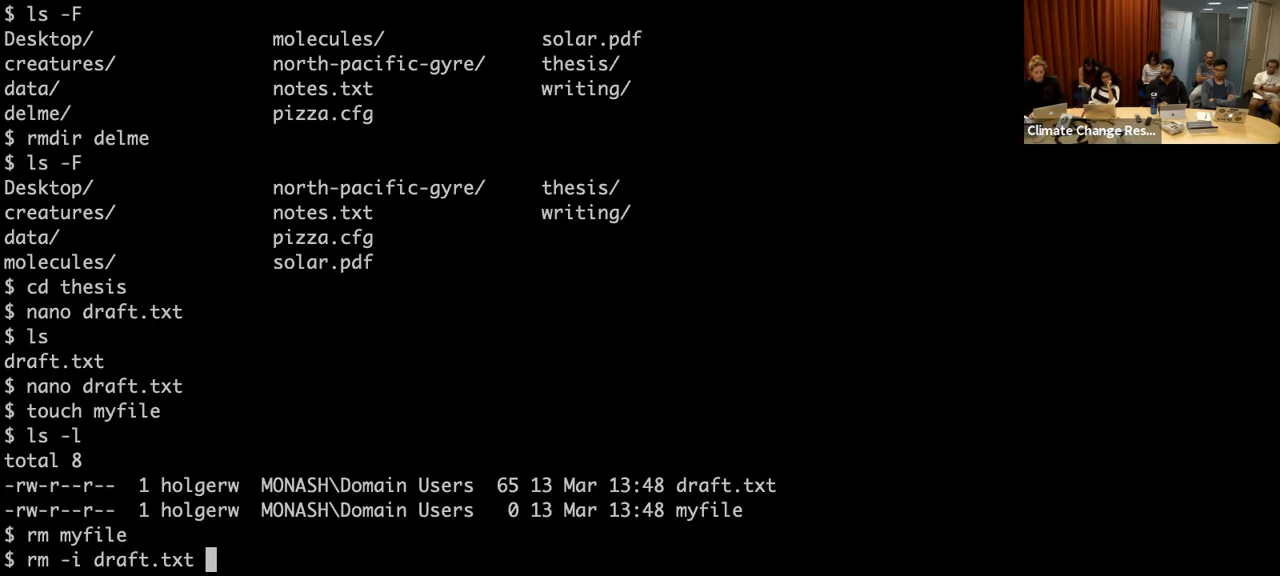 $ ls -F
Desktop/ molecules/ solar.pdf
creatures/ north-pacific-gyre/ thesis/
data/ notes.txt writing/
delme/ pizza.cfg
$ rmdir delme
$ ls -F
Desktop/ north-pacific-gyre/ thesis/
creatures/ notes.txt writing/
data/ pizza.cfg
molecules/ solar.pdf
$ cd thesis
$ nano draft.txt
$ ls
draft.txt
$ nano draft.txt
$ touch myfile
$ ls -l
total 8
-rw-r--r-- 1 holgerw MONASH\Domain Users 65 13 Mar 13:48 draft.txt
-rw-r--r-- 1 holgerw MONASH\Domain Users 0 13 Mar 13:48 myfile
$ rm myfile
$ rm -i draft.txt
Climate Change Res...